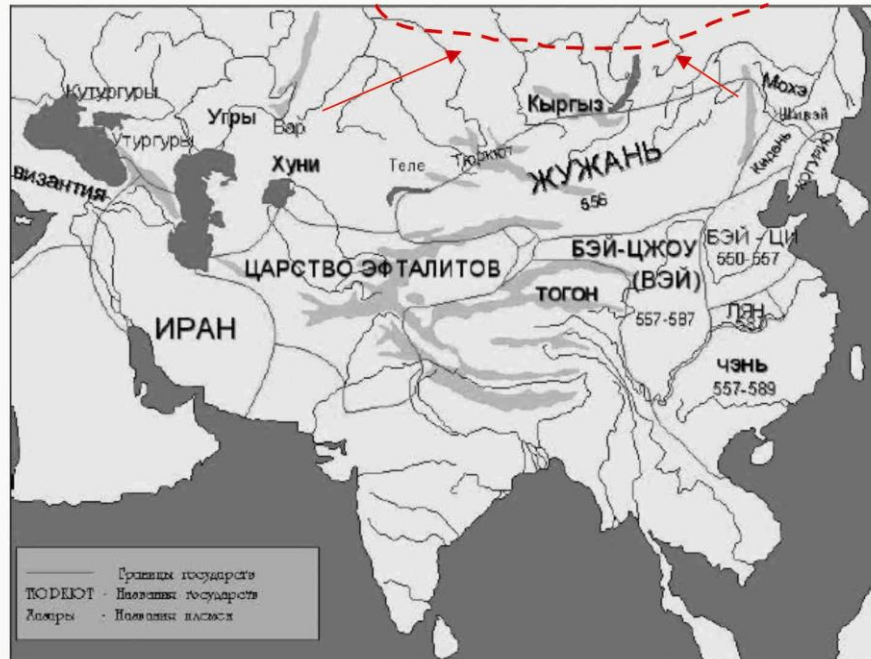 Кутургуры
Утургуры
Угры
Вар
Кыргыз
Мохэ
Шивэй
ВИЗАНТИЯ
Хуни
Теле
Тюркют
ЖУЖАНЬ
556
Кидань
ЦАРСТВО ЭФТАЛИТОВ
БЭЙ-ЦЖОУ
(ВЭЙ)
557-587
БЭЙ - ЦИ
550-557
ТОГОН
ИРАН
ЛЯН
ЧЭНЬ
557-589
Границы государств
ТЮРКЮТ - Названия государств
Хазары - Названия племен